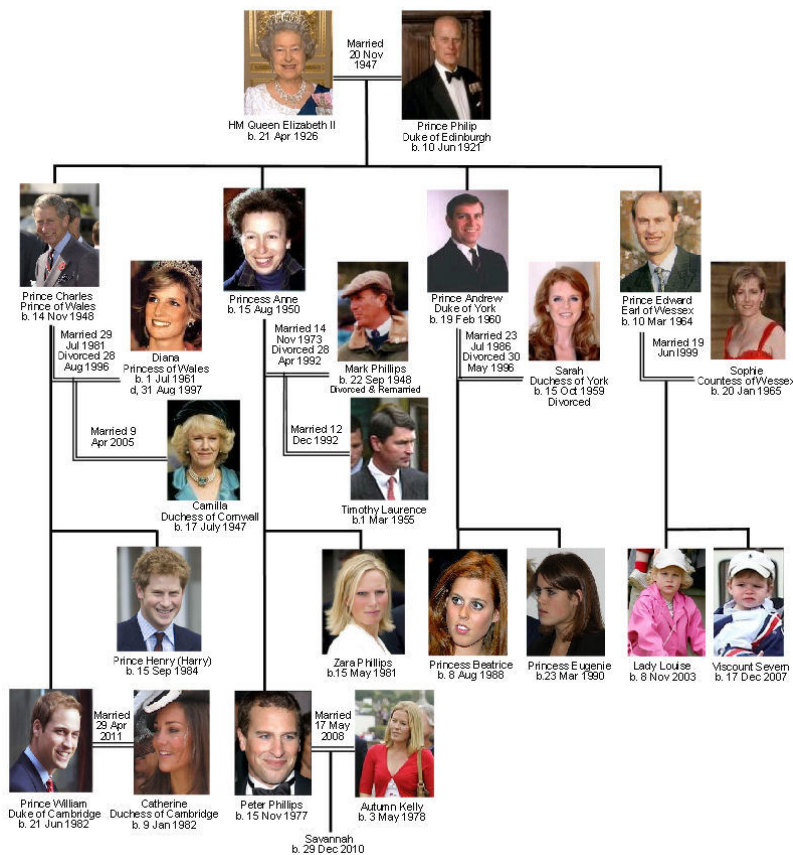 Married
20 Nov
1947
HM Queen Elizabeth II
b. 21 Apr 1926
Prince Philip
Duke of Edinburgh
b. 10 Jun 1921
Prince Charles
Prince of Wales
b. 14 Nov 1948
Princess Anne
b. 15 Aug 1950
Prince Andrew
Duke of York
b. 19 Feb 1960
Prince Edward
Earl of Wessex
b. 10 Mar 1964
Married 29
Jul 1981
Divorced 28
Aug 1996
Diana
Princess of Wales
b. 1 Jul 1961
d, 31 Aug 1997
Married 14
Nov 1973
Divorced 28
Apr 1992
Mark Phillips
b. 22 Sep 1948
Divorced & Remarried
Married 23
Jul 1986
Divorced 30
May 1996
Sarah
Duchess of York
b. 15 Oct 1959
Divorced
Married 19
Jun1999
Sophie
Countess of Wessex
b. 20 Jan 1965
Married 9
Apr 2005
Camilla
Duchess of Cornwall
b. 17 July 1947
Married 12
Dec 1992
Timothy Laurence
b.1 Mar 1955
Prince Henry (Harry)
b. 15 Sep 1984
Zara Phillips
b.15 May 1981
Princess Beatrice
b. 8 Aug 1988
Princess Eugenie
b.23 Mar 1990
Lady Louise
b. 8 Nov 2003
Viscount Severn
b. 17 Dec 2007
Married
29 Apr
2011
Prince William
Duke of Cambridge
b. 21 Jun 1982
Catherine
Duchess of Cambridge
b. 9 Jan 1982
Married
17 May
2008
Peter Phillips
b. 15 Nov 1977
Autumn Kelly
b. 3 May 1978
Savannah
b. 29 Dec 2010